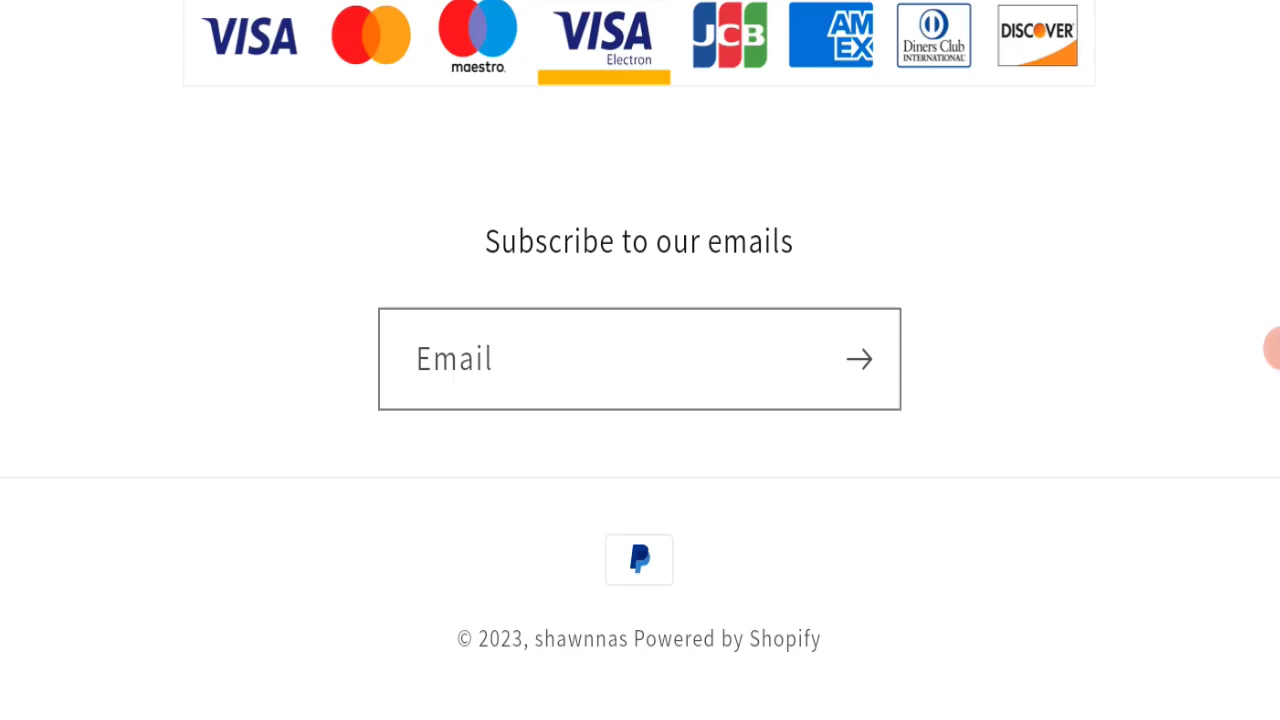 VISA maestro VISA Electron JCB AM EX Diners Club INTERNATIONAL DISCOVER
Subscribe to our emails
Email
© 2023, shawnnas Powered by Shopify